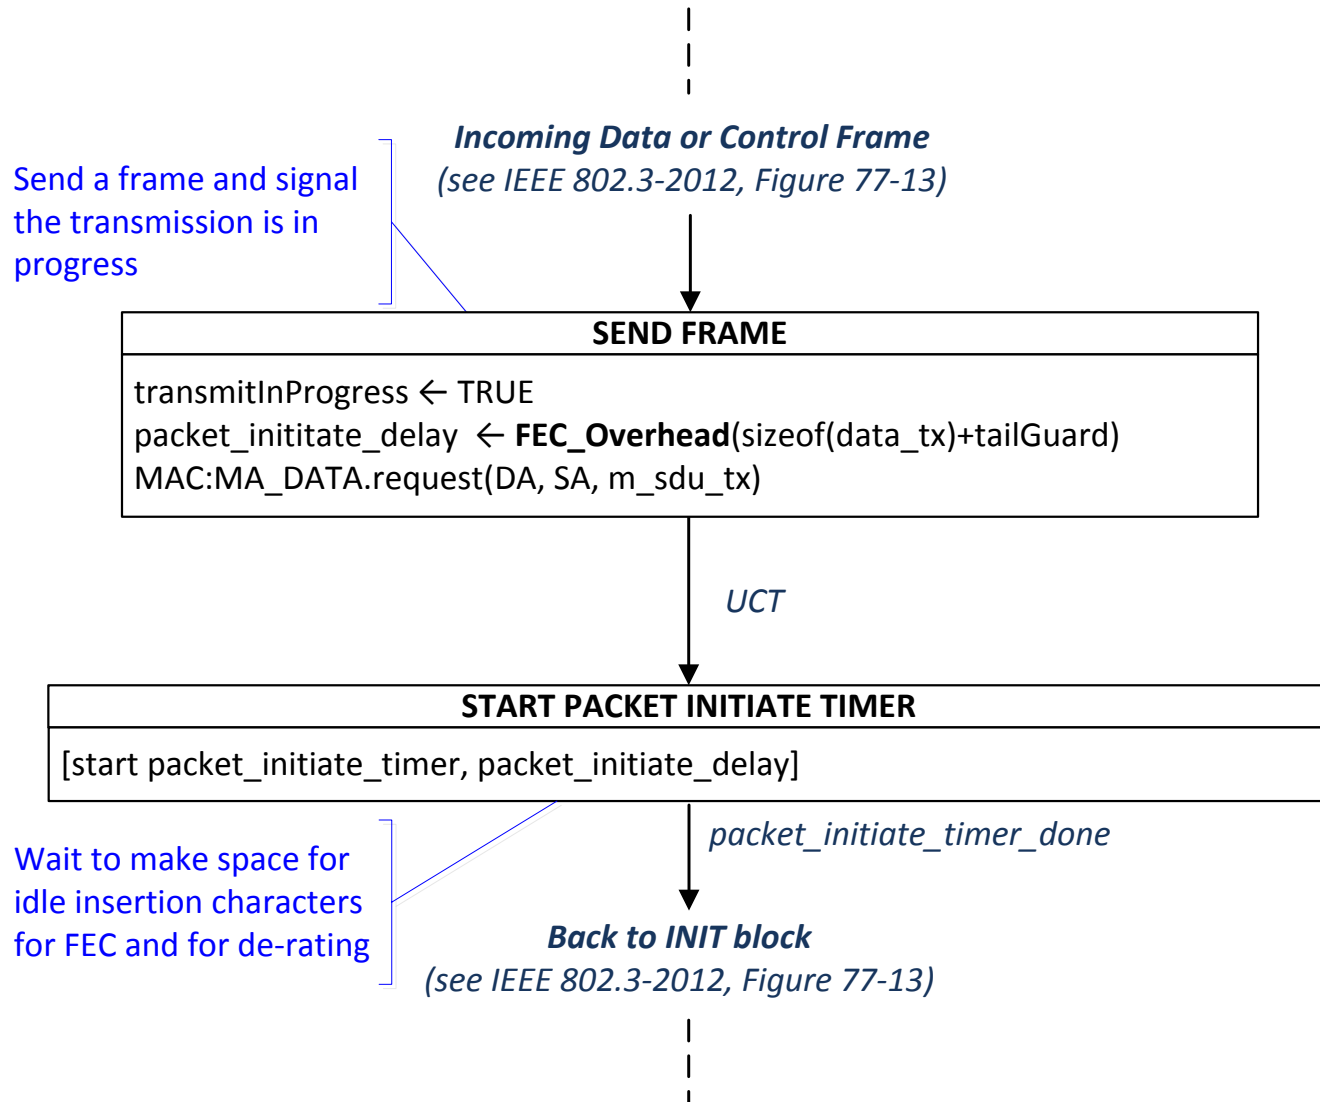 Incoming Data or Control Frame
(see IEEE 802.3-2012, Figure 77-13)
Send a frame and signal
the transmission is in
progress
SEND FRAME
transmitInProgress ← TRUE
packet_inititate_delay ← FEC_Overhead(sizeof(data_tx)+tailGuard)
MAC:MA_DATA.request(DA, SA, m_sdu_tx)
UCT
START PACKET INITIATE TIMER
[start packet_initiate_timer, packet_initiate_delay]
packet_initiate_timer_done
Wait to make space for
idle insertion characters
for FEC and for de-rating
Back to INIT block
(see IEEE 802.3-2012, Figure 77-13)